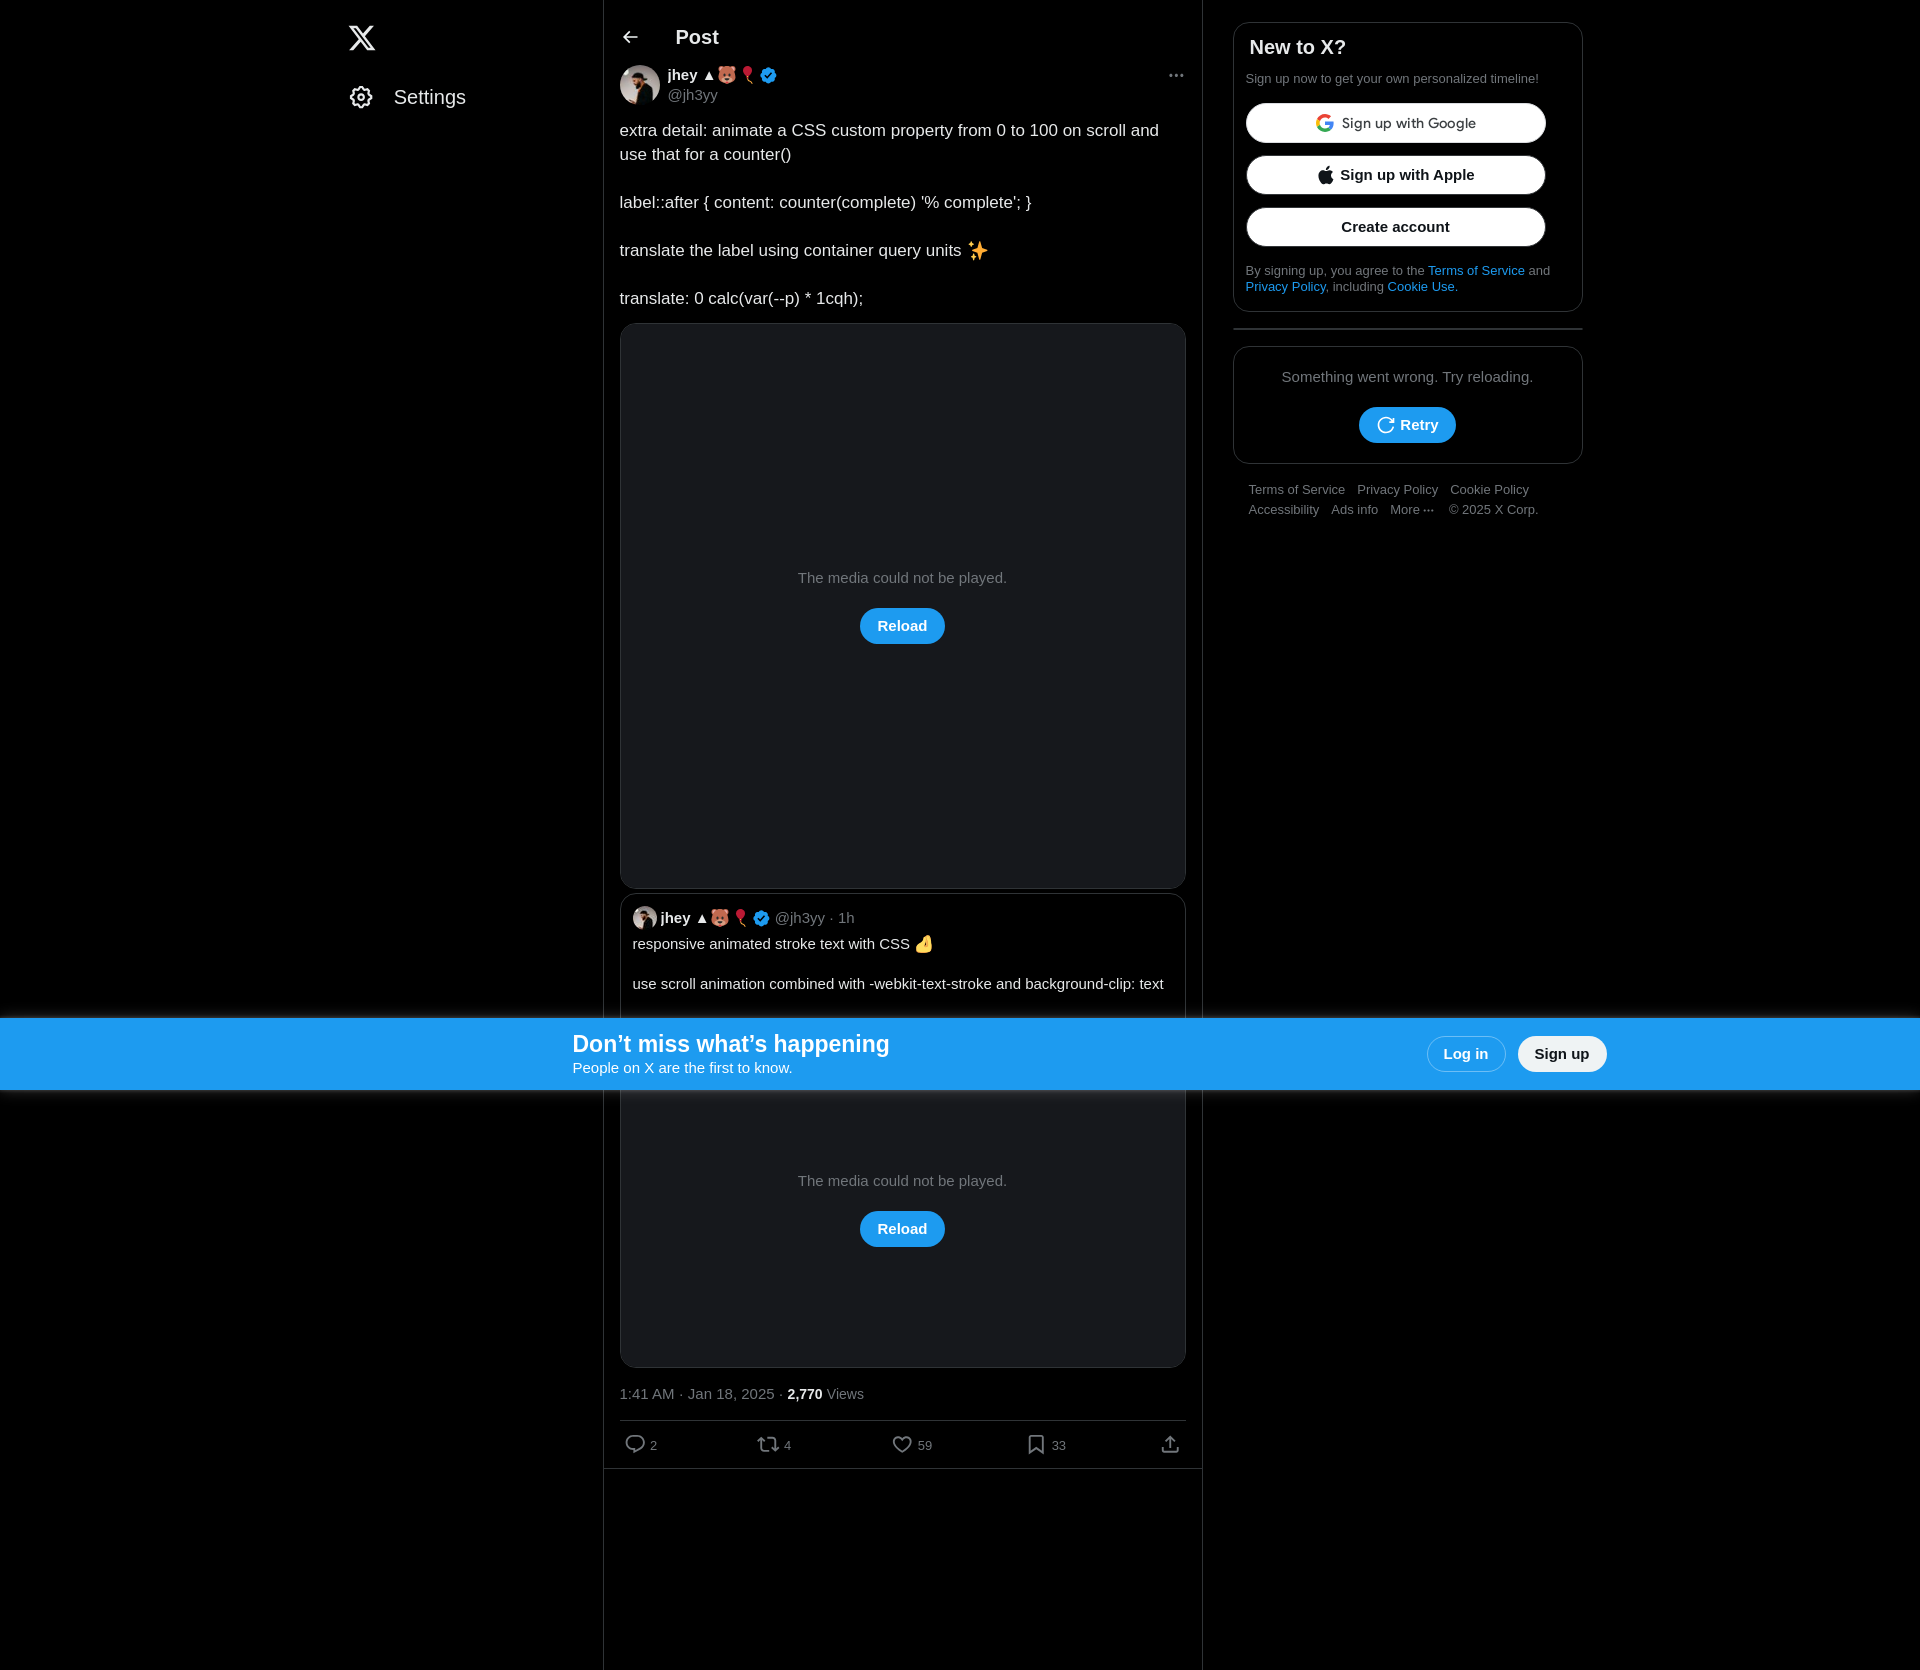 Settings
Post
jhey ▲🐻🎈
@jh3yy
extra detail: animate a CSS custom property from 0 to 100 on scroll and
use that for a counter()
label::after { content: counter(complete) '% complete'; }
translate the label using container query units ✨
translate: 0 calc(var(--p) * 1cqh);
The media could not be played.
Reload
jhey ▲🐻🎈 @jh3yy · 1h
responsive animated stroke text with CSS 🤌
use scroll animation combined with -webkit-text-stroke and background-clip: text
Don’t miss what’s happening
People on X are the first to know.
Log in
Sign up
The media could not be played.
Reload
1:41 AM · Jan 18, 2025 · 2,770 Views
2 4 59 33
New to X?
Sign up now to get your own personalized timeline!
Sign up with Google
Sign up with Apple
Create account
By signing up, you agree to the Terms of Service and
Privacy Policy, including Cookie Use.
Something went wrong. Try reloading.
Retry
Terms of Service Privacy Policy Cookie Policy
Accessibility Ads info More ··· © 2025 X Corp.